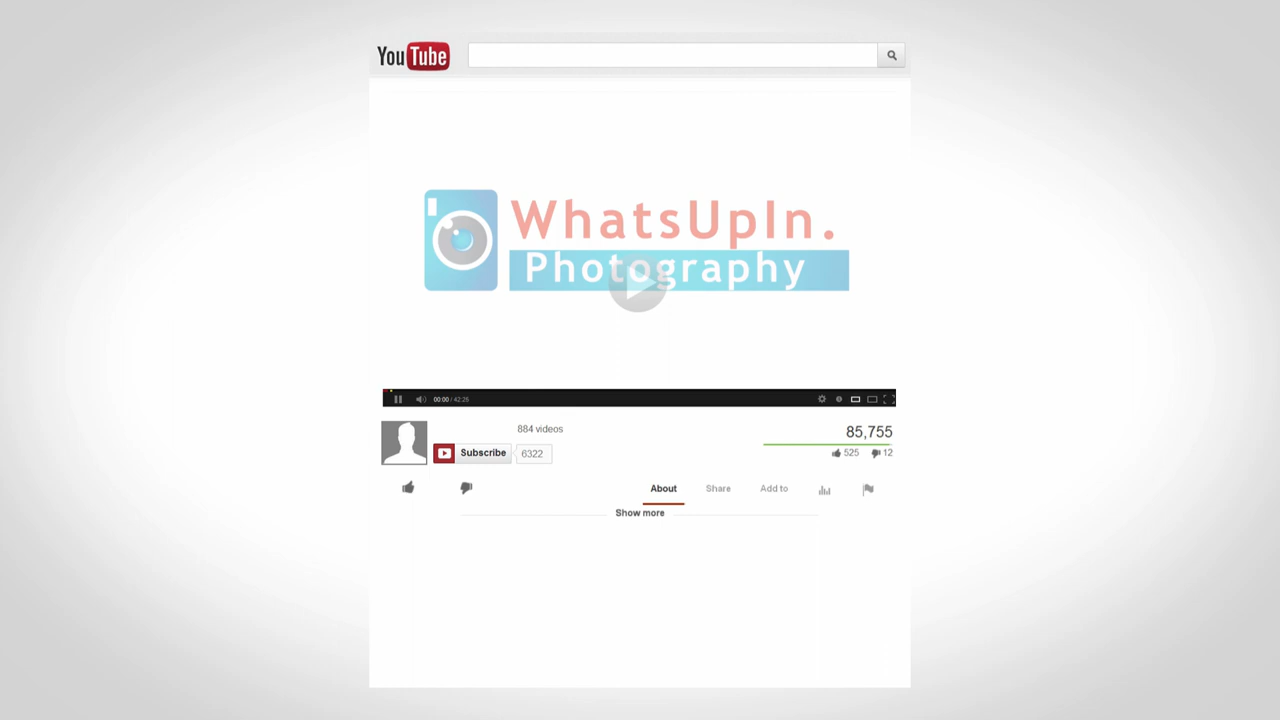 YouTube
WhatsUpIn.
Photography
00:00 / 42:25
884 videos
Subscribe
6322
85,755
525
12
About
Share
Add to
Show more